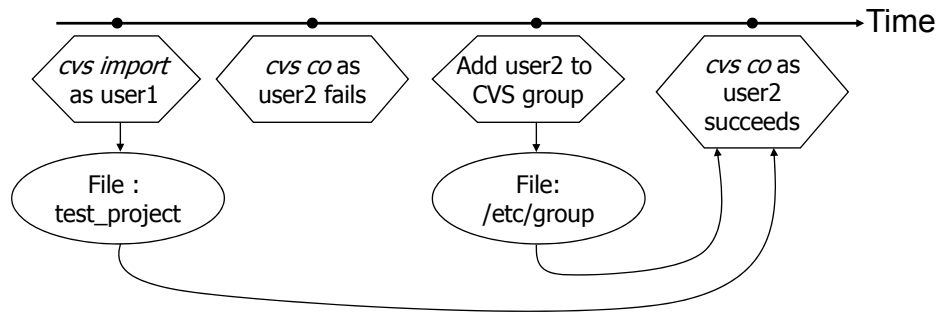 Time
cvs import
as user1
cvs co as
user2 fails
Add user2 to
CVS group
cvs co as
user2
succeeds
File :
test_project
File:
/etc/group